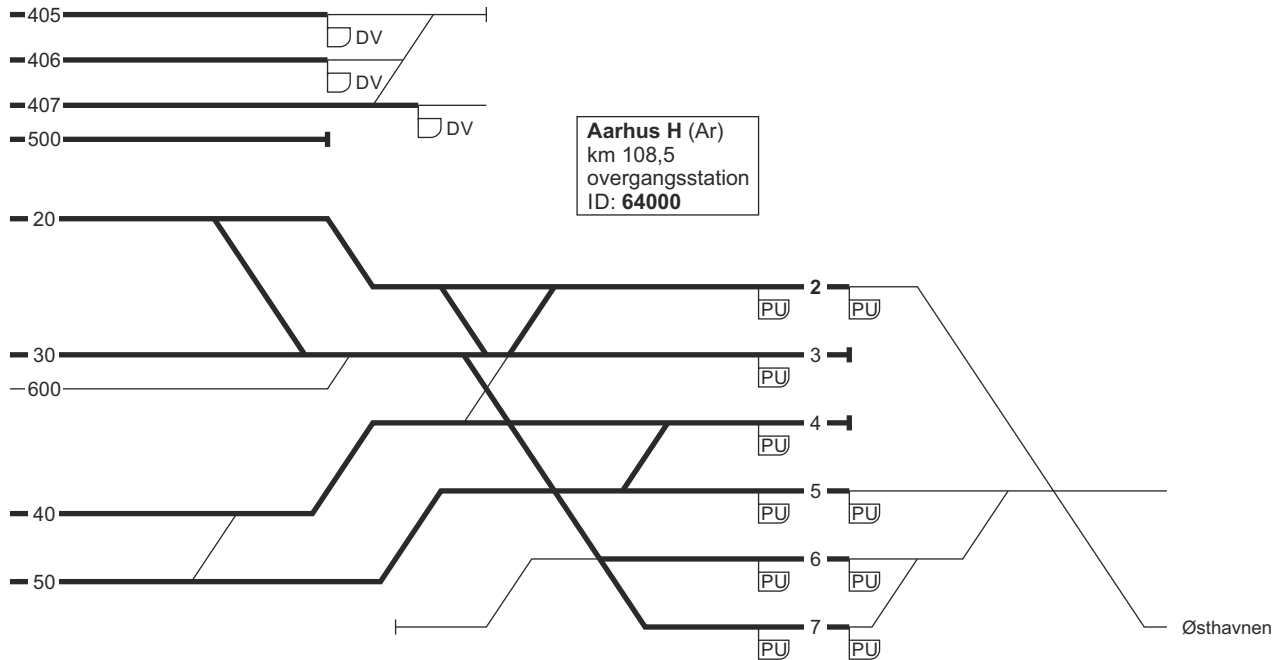 405
DV
406
DV
407
DV
500
Aarhus H (Ar)
km 108,5
overgangsstation
ID: 64000
20
2
PU PU
30
3
PU
600
4
PU
40
5
PU PU
50
6
PU PU
7
Østhavnen
PU PU